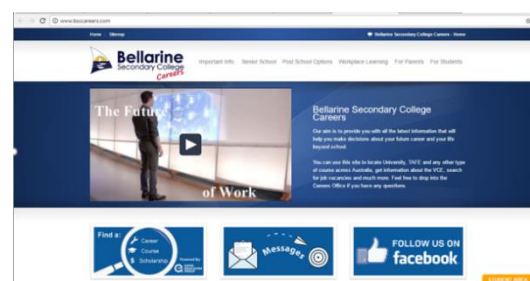 www.bsccareers.com
Home Sitemap
Bellarine Secondary College Careers - Home
Bellarine
Secondary College
Careers
Important Info Senior School Post School Options Workplace Learning For Parents For Students
The Future
of Work
Bellarine Secondary College
Careers
Our aim is to provide you with all the latest information that will
help you make decisions about your future career and your life
beyond school.
You can use this site to locate University, TAFE and any other type
of course across Australia, get information about the VCE, search
for job vacancies and much more. Feel free to drop into the
Careers Office if you have any questions.
Find a:
Career
Course
$ Scholarship
Powered By
Messages
FOLLOW US ON
facebook
STUDENT AREA